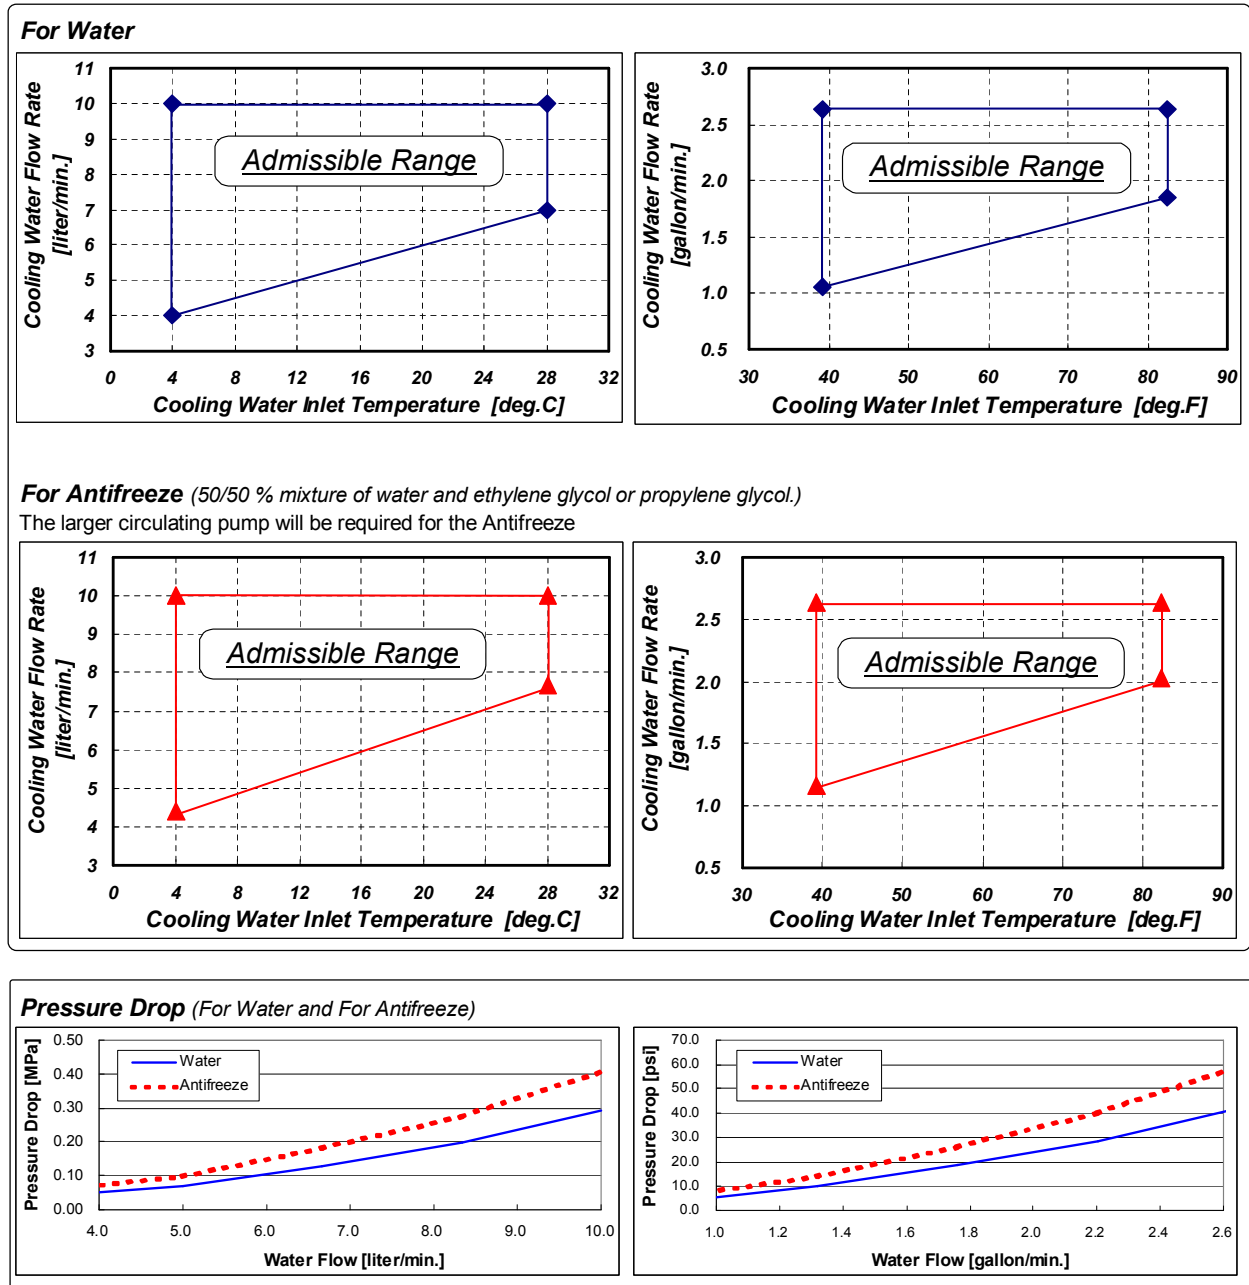 For Water
Cooling Water Flow Rate
[liter/min.]
11
10
9
8
7
6
5
4
3
Admissible Range
0 4 8 12 16 20 24 28 32
Cooling Water Inlet Temperature [deg.C]
Cooling Water Flow Rate
[gallon/min.]
3.0
2.5
2.0
1.5
1.0
0.5
Admissible Range
30 40 50 60 70 80 90
Cooling Water Inlet Temperature [deg.F]
For Antifreeze (50/50 % mixture of water and ethylene glycol or propylene glycol.)
The larger circulating pump will be required for the Antifreeze
Cooling Water Flow Rate
[liter/min.]
11
10
9
8
7
6
5
4
3
Admissible Range
0 4 8 12 16 20 24 28 32
Cooling Water Inlet Temperature [deg.C]
Cooling Water Flow Rate
[gallon/min.]
3.0
2.5
2.0
1.5
1.0
0.5
Admissible Range
30 40 50 60 70 80 90
Cooling Water Inlet Temperature [deg.F]
Pressure Drop (For Water and For Antifreeze)
Pressure Drop [MPa]
0.50
0.40
0.30
0.20
0.10
0.00
Water
Antifreeze
4.0 5.0 6.0 7.0 8.0 9.0 10.0
Water Flow [liter/min.]
Pressure Drop [psi]
70.0
60.0
50.0
40.0
30.0
20.0
10.0
0.0
Water
Antifreeze
1.0 1.2 1.4 1.6 1.8 2.0 2.2 2.4 2.6
Water Flow [gallon/min.]